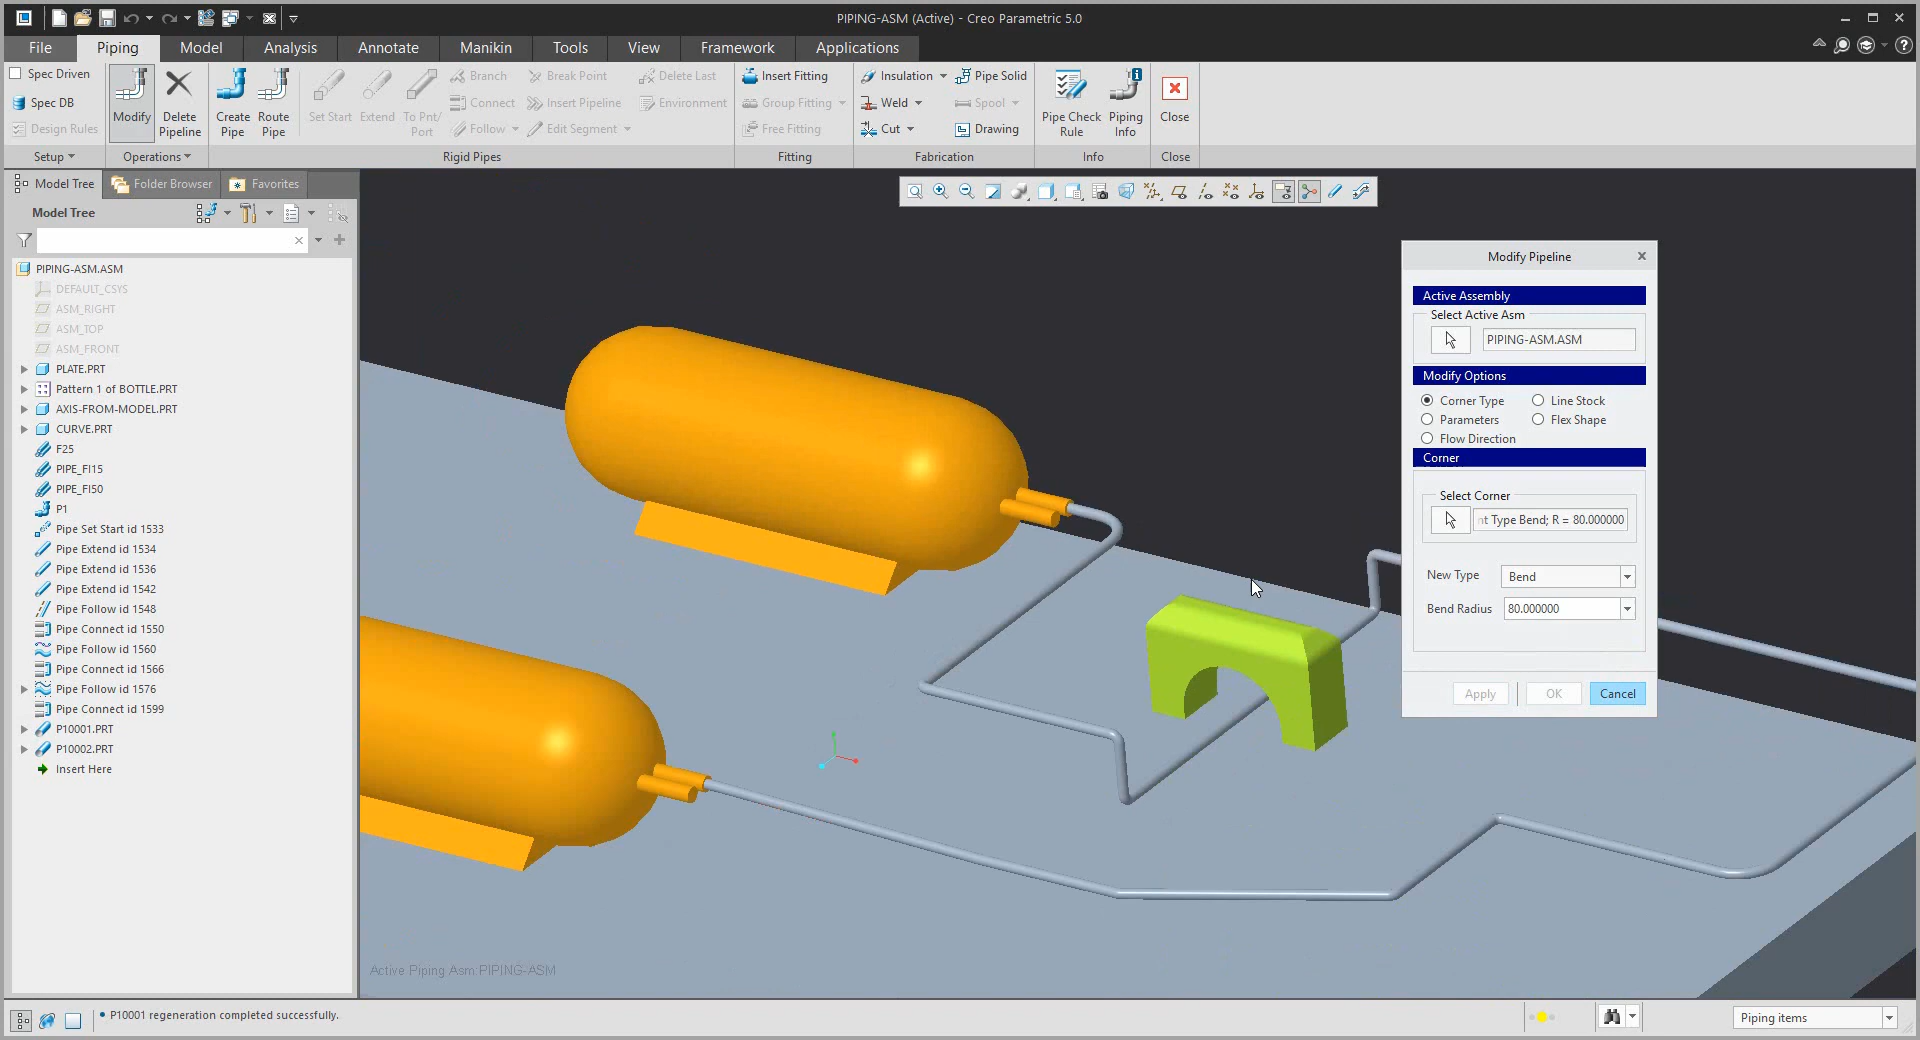 PIPING-ASM (Active) - Creo Parametric 5.0
File Piping Model Analysis Annotate Manikin Tools View Framework Applications
Spec Driven
Spec DB
Design Rules
Modify
Delete Pipeline
Create Pipe
Route Pipe
Set Start
Extend
To Pnt/ Port
Branch
Connect
Follow
Break Point
Insert Pipeline
Edit Segment
Delete Last
Environment
Insert Fitting
Group Fitting
Free Fitting
Insulation
Weld
Cut
Pipe Solid
Spool
Drawing
Pipe Check Rule
Piping Info
Close
Setup Operations Rigid Pipes Fitting Fabrication Info Close
Model Tree Folder Browser Favorites
Model Tree
PIPING-ASM.ASM
DEFAULT_CSYS
ASM_RIGHT
ASM_TOP
ASM_FRONT
PLATE.PRT
Pattern 1 of BOTTLE.PRT
AXIS-FROM-MODEL.PRT
CURVE.PRT
F25
PIPE_FI15
PIPE_FI50
P1
Pipe Set Start id 1533
Pipe Extend id 1534
Pipe Extend id 1536
Pipe Extend id 1542
Pipe Follow id 1548
Pipe Connect id 1550
Pipe Follow id 1560
Pipe Connect id 1566
Pipe Follow id 1576
Pipe Connect id 1599
P10001.PRT
P10002.PRT
Insert Here
Modify Pipeline
Active Assembly
Select Active Asm
PIPING-ASM.ASM
Modify Options
Corner Type Line Stock
Parameters Flex Shape
Flow Direction
Corner
Select Corner
nt Type Bend; R = 80.000000
New Type Bend
Bend Radius 80.000000
Apply OK Cancel
Active Piping Asm:PIPING-ASM
P10001 regeneration completed successfully.
Piping items